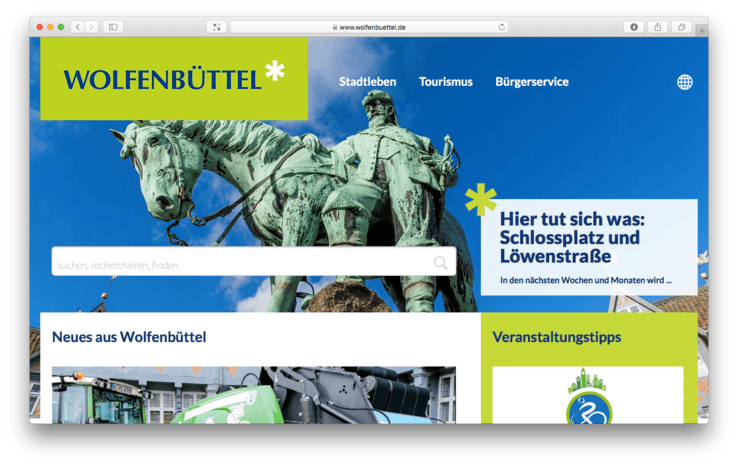 www.wolfenbuettel.de
WOLFENBÜTTEL*
Stadtleben Tourismus Bürgerservice
*
Hier tut sich was:
Schlossplatz und
Löwenstraße
In den nächsten Wochen und Monaten wird ...
suchen, recherchieren, finden
Neues aus Wolfenbüttel
Veranstaltungstipps